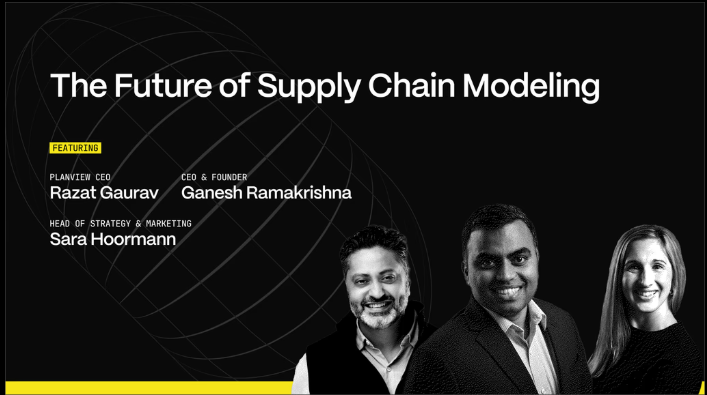 The Future of Supply Chain Modeling
FEATURING
PLANVIEW CEO
Razat Gaurav
CEO & FOUNDER
Ganesh Ramakrishna
HEAD OF STRATEGY & MARKETING
Sara Hoormann